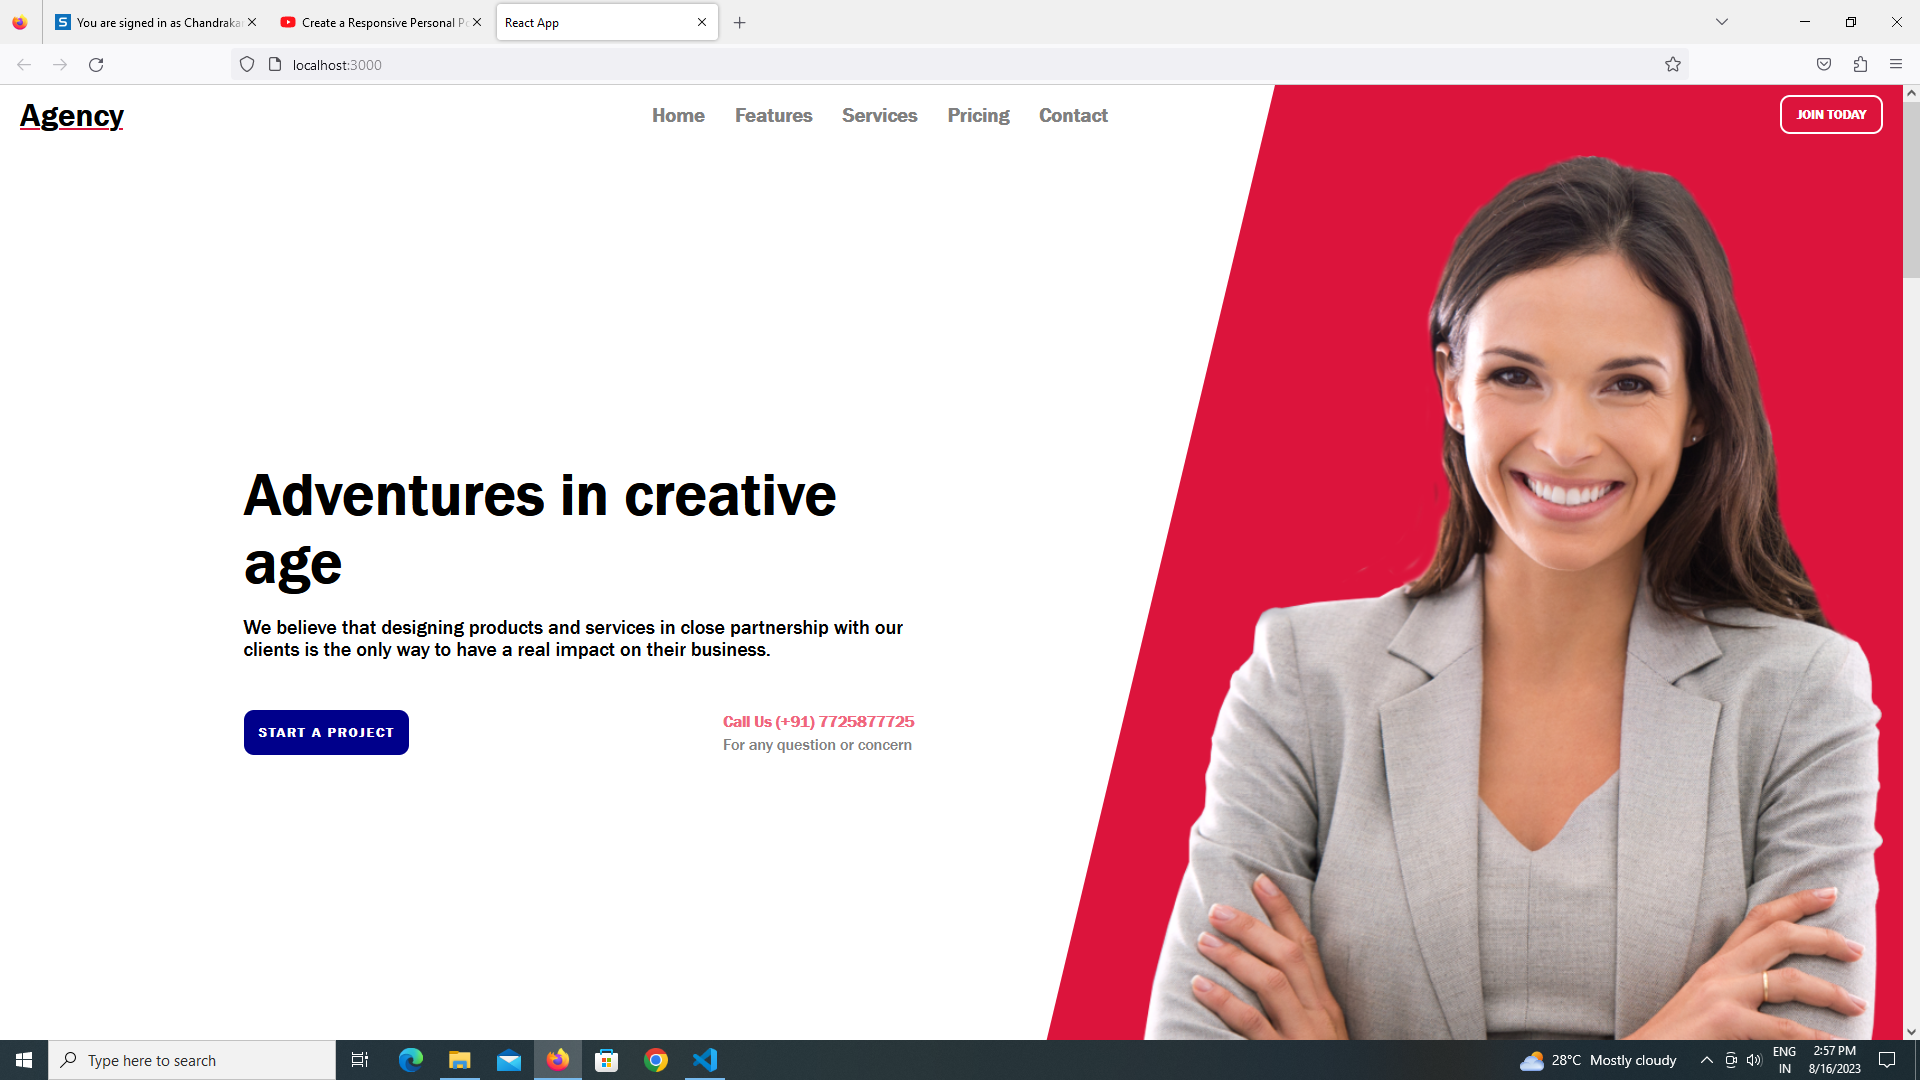 You are signed in as Chandraka
Create a Responsive Personal Po
React App
localhost:3000
Agency
Home Features Services Pricing Contact
JOIN TODAY
Adventures in creative
age
We believe that designing products and services in close partnership with our
clients is the only way to have a real impact on their business.
START A PROJECT
Call Us (+91) 7725877725
For any question or concern
Type here to search
28°C Mostly cloudy
ENG
IN
2:57 PM
8/16/2023